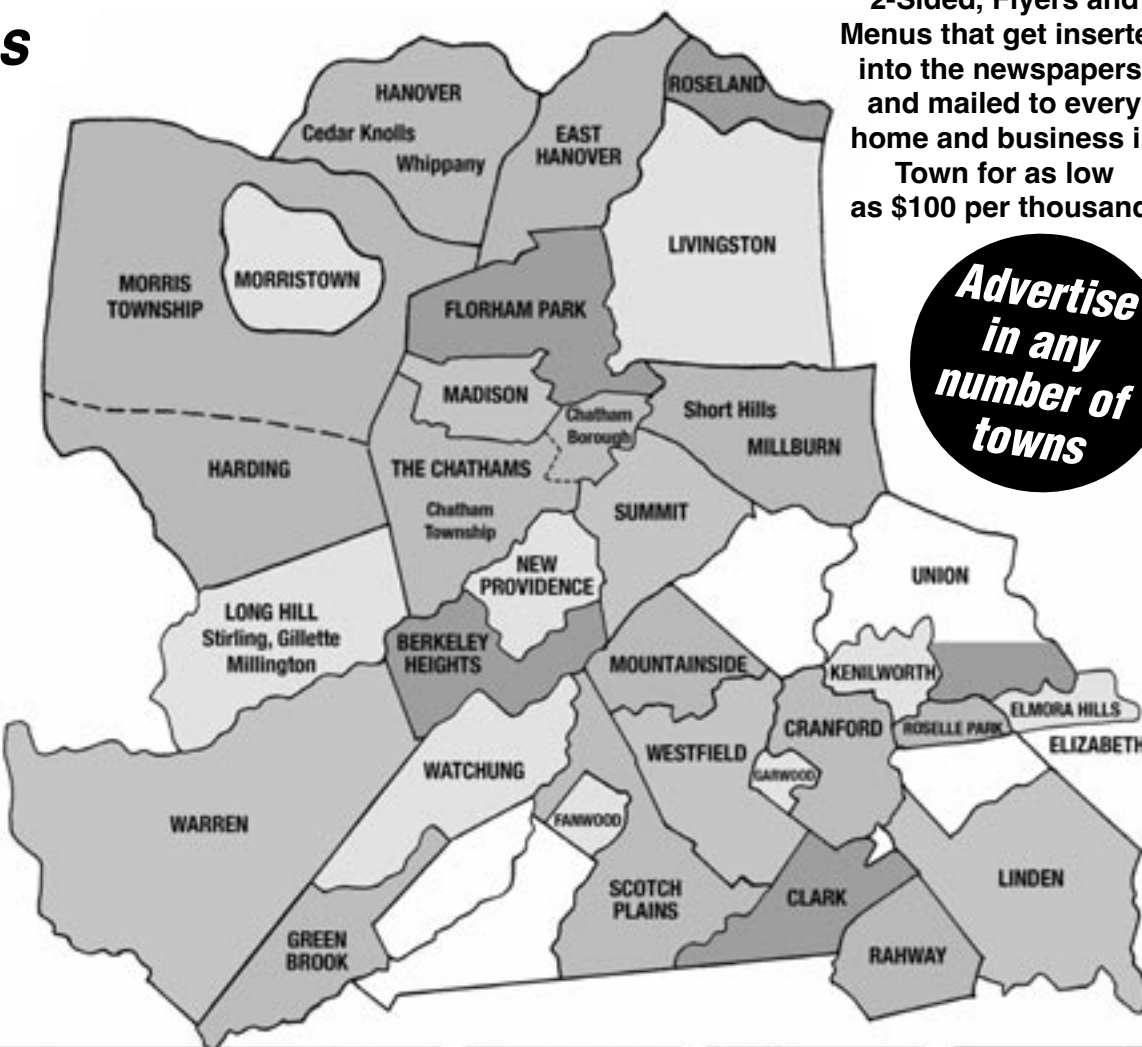 s
2-Sided, Flyers and
Menus that get inserte
into the newspapers
and mailed to every
home and business i
Town for as low
as $100 per thousand
Advertise
in any
number of
towns
HANOVER
Cedar Knolls
Whippany
EAST
HANOVER
ROSELAND
LIVINGSTON
MORRIS
TOWNSHIP
MORRISTOWN
FLORHAM PARK
MADISON
Chatham
Borough
Short Hills
MILLBURN
HARDING
THE CHATHAMS
Chatham
Township
SUMMIT
NEW
PROVIDENCE
UNION
LONG HILL
Stirling, Gillette
Millington
BERKELEY
HEIGHTS
MOUNTAINSIDE
KENILWORTH
ELMORA HILLS
ROSELLE PARK
CRANFORD
ELIZABETH
WESTFIELD
GARWOOD
WATCHUNG
WARREN
FANWOOD
SCOTCH
PLAINS
CLARK
LINDEN
GREEN
BROOK
RAHWAY